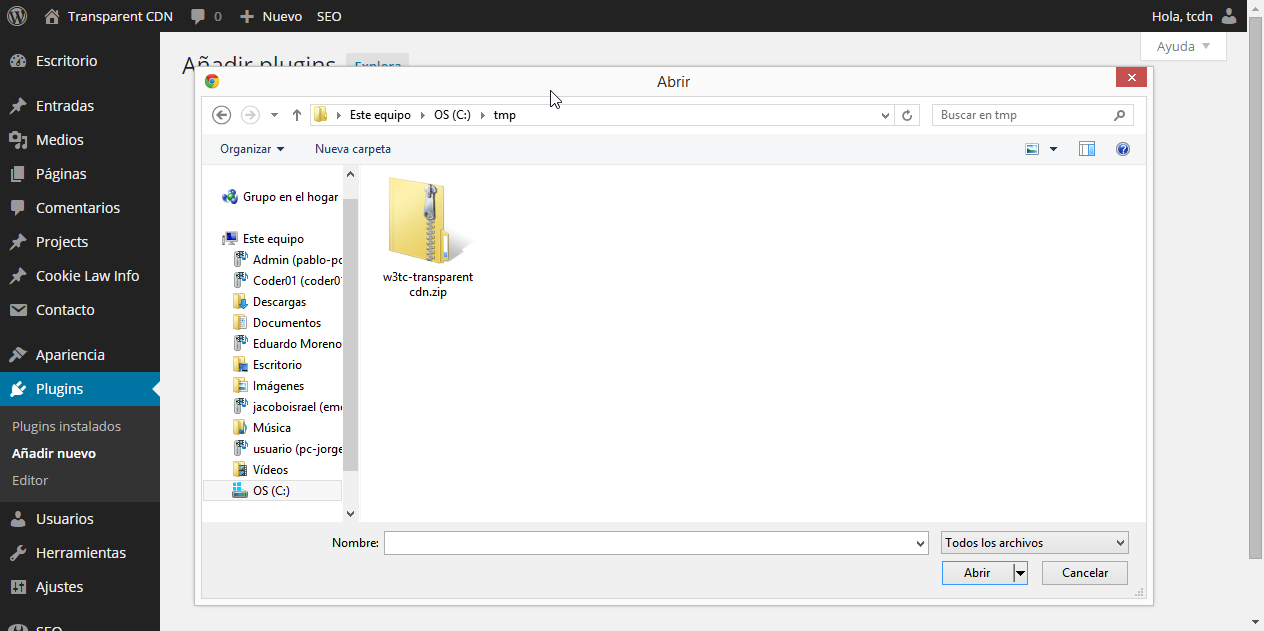 Transparent CDN 0 Nuevo SEO Hola, tcdn
Ayuda
Añadir plugins Explora
Escritorio
Entradas
Medios
Páginas
Comentarios
Projects
Cookie Law Info
Contacto
Apariencia
Plugins
Plugins instalados
Añadir nuevo
Editor
Usuarios
Herramientas
Ajustes
SEO
Abrir
Este equipo OS (C:) tmp
Buscar en tmp
Organizar Nueva carpeta
Grupo en el hogar
Este equipo
Admin (pablo-pc
Coder01 (coder01
Descargas
Documentos
Eduardo Moreno
Escritorio
Imágenes
jacoboisrael (eme
Música
usuario (pc-jorge
Vídeos
OS (C:)
w3tc-transparent
cdn.zip
Nombre: Todos los archivos
Abrir Cancelar